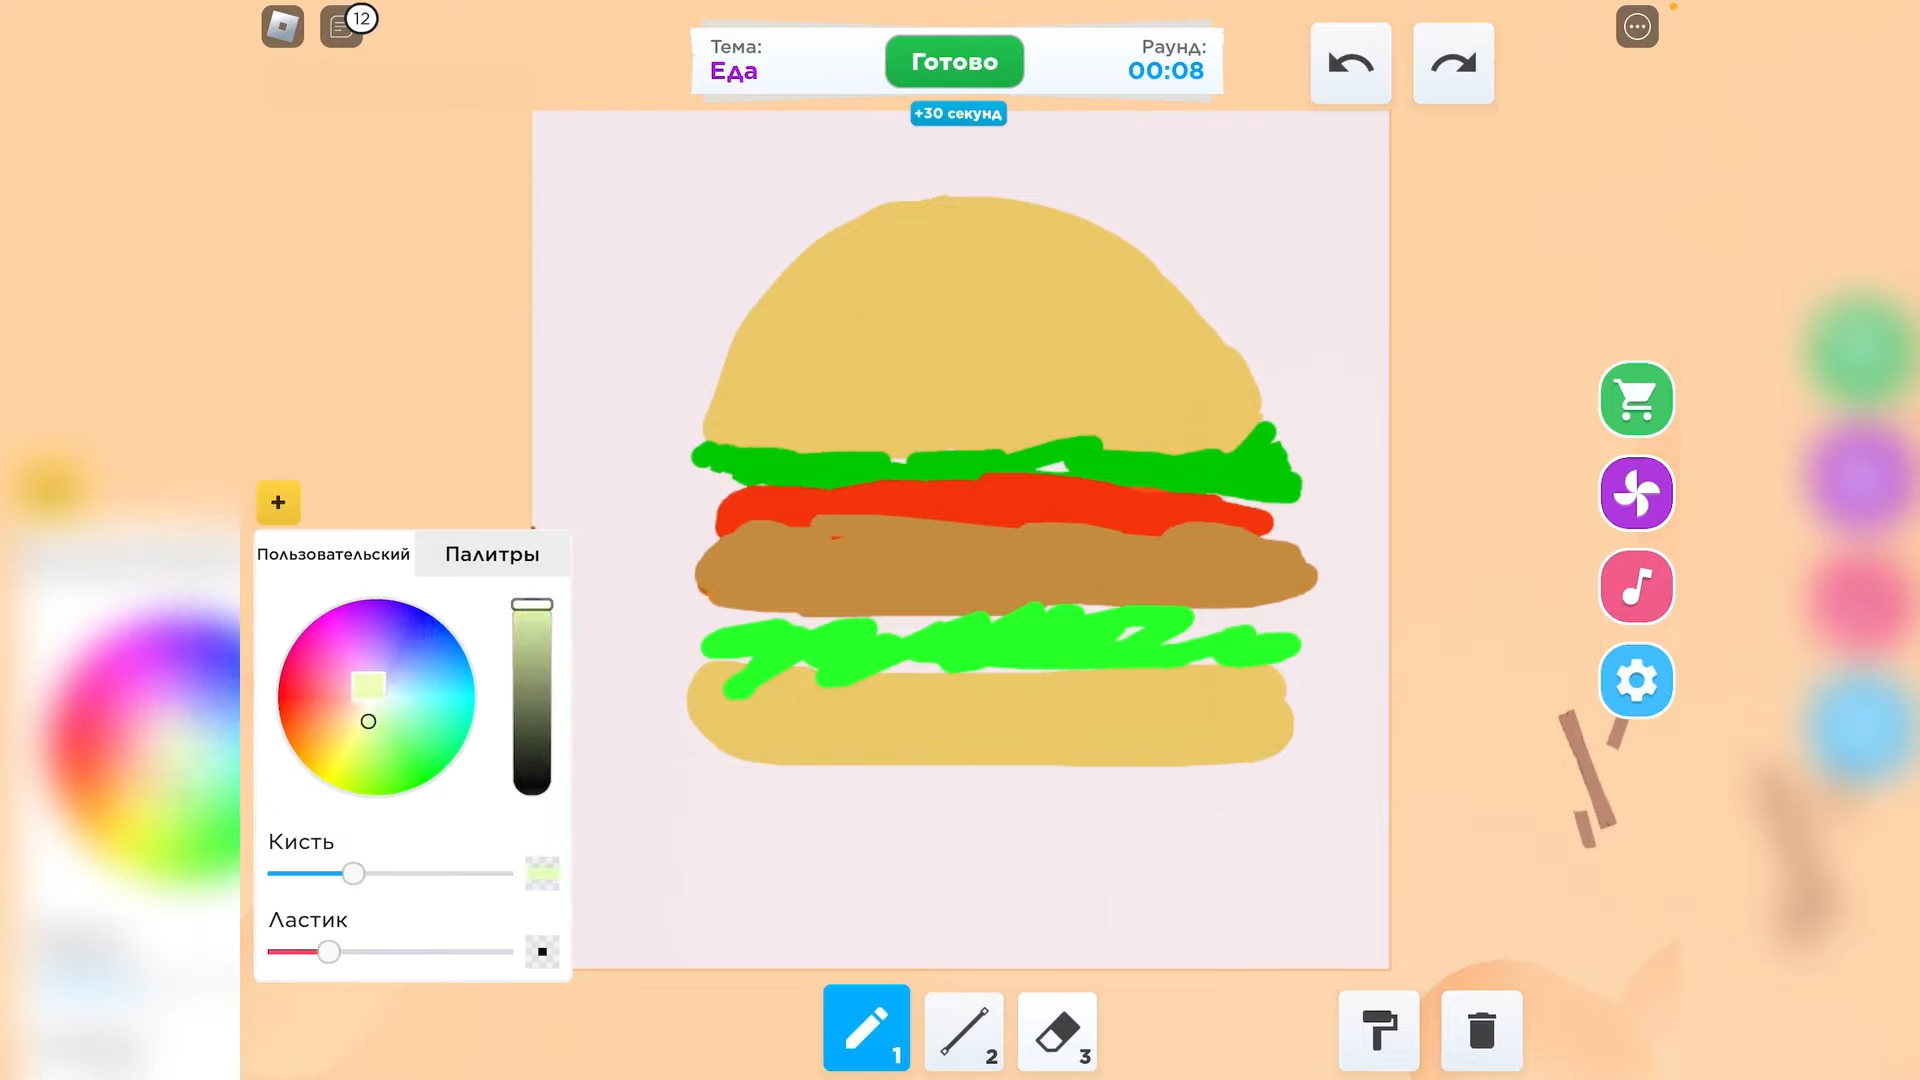 12
Тема:
Еда
Готово
Раунд:
00:08
+30 секунд
+
Пользовательский
Палитры
Кисть
Ластик
1
2
3